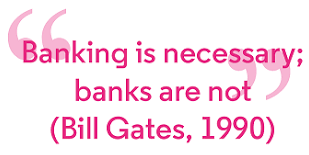 “Banking is necessary;
banks are not”
(Bill Gates, 1990)